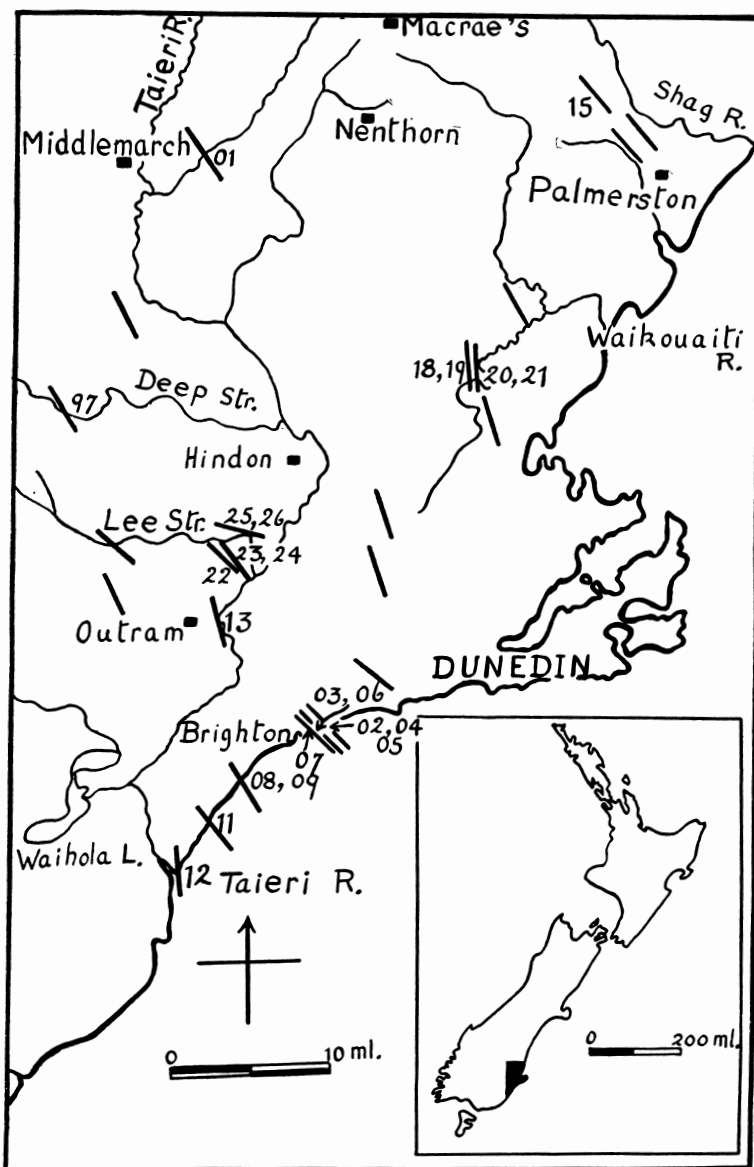 Macrae's
Taieri R.
Shag R.
15
Middlemarch
01
Nenthorn
Palmerston
Waikouaiti
R.
18, 19
20, 21
Deep Str.
97
Hindon
Lee Str.
25, 26
23, 24
22
13
Outram
DUNEDIN
03, 06
02, 04
05
Brighton
07
08, 09
11
Waihola L.
12
Taieri R.
0
10 ml.
0
200 ml.